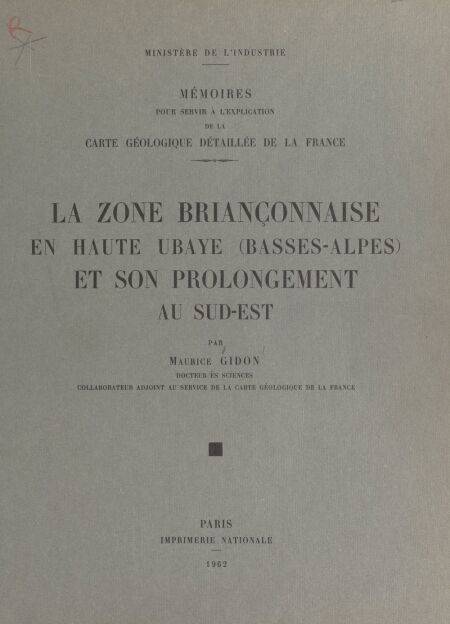 MINISTÈRE DE L'INDUSTRIE
MÉMOIRES
POUR SERVIR À L'EXPLICATION
DE LA
CARTE GÉOLOGIQUE DÉTAILLÉE DE LA FRANCE
LA ZONE BRIANÇONNAISE
EN HAUTE UBAYE (BASSES-ALPES)
ET SON PROLONGEMENT
AU SUD-EST
PAR
MAURICE GIDON
DOCTEUR ÈS SCIENCES
COLLABORATEUR ADJOINT AU SERVICE DE LA CARTE GÉOLOGIQUE DE LA FRANCE
PARIS
IMPRIMERIE NATIONALE
1962